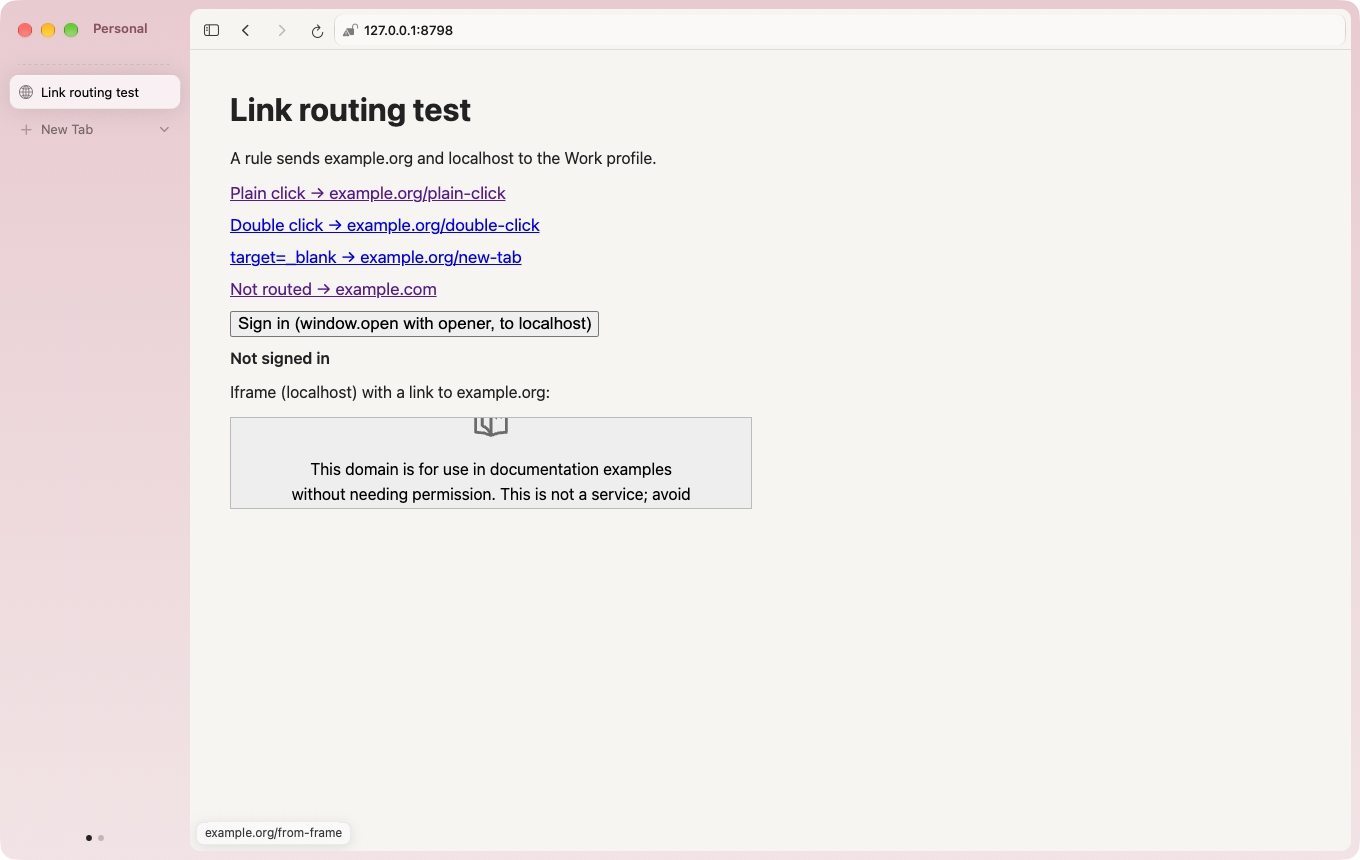 Personal
127.0.0.1:8798
Link routing test
New Tab
Link routing test
A rule sends example.org and localhost to the Work profile.
Plain click → example.org/plain-click
Double click → example.org/double-click
target=_blank → example.org/new-tab
Not routed → example.com
Sign in (window.open with opener, to localhost)
Not signed in
Iframe (localhost) with a link to example.org:
This domain is for use in documentation examples
without needing permission. This is not a service; avoid
example.org/from-frame